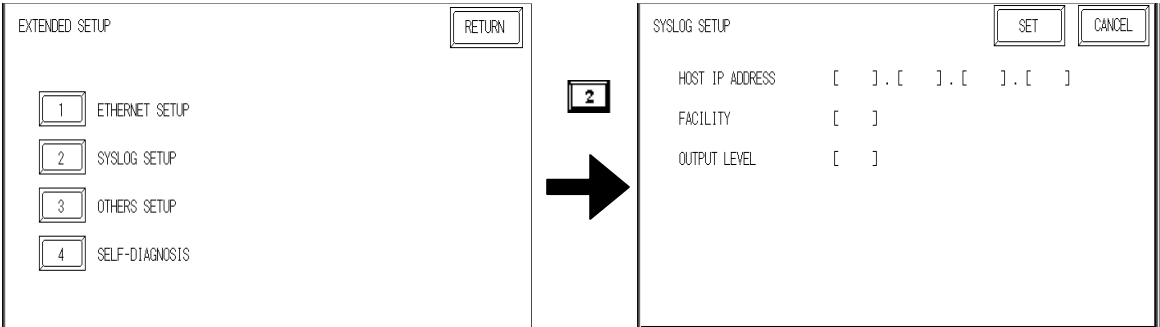 EXTENDED SETUP
RETURN
1 ETHERNET SETUP
2 SYSLOG SETUP
3 OTHERS SETUP
4 SELF-DIAGNOSIS
2
SYSLOG SETUP
SET
CANCEL
HOST IP ADDRESS [ ].[ ].[ ].[ ]
FACILITY [ ]
OUTPUT LEVEL [ ]